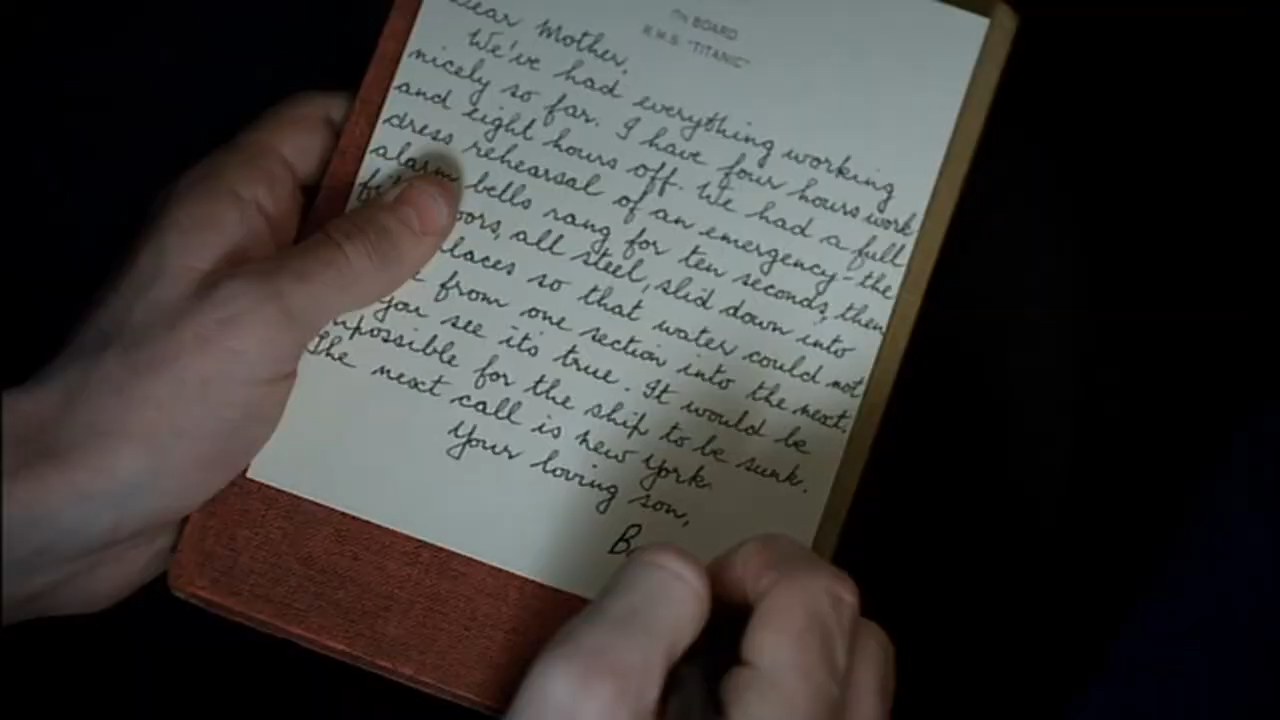 ON BOARD
R.M.S. "TITANIC"
Dear Mother,
We've had everything working
nicely so far. I have four hours work
and eight hours off. We had a full
dress rehearsal of an emergency - the
alarm bells rang for ten seconds, then
doors, all steel, slid down into
places so that water could not
from one section into the next.
you see it's true. It would be
impossible for the ship to be sunk.
The next call is new york.
Your loving son,